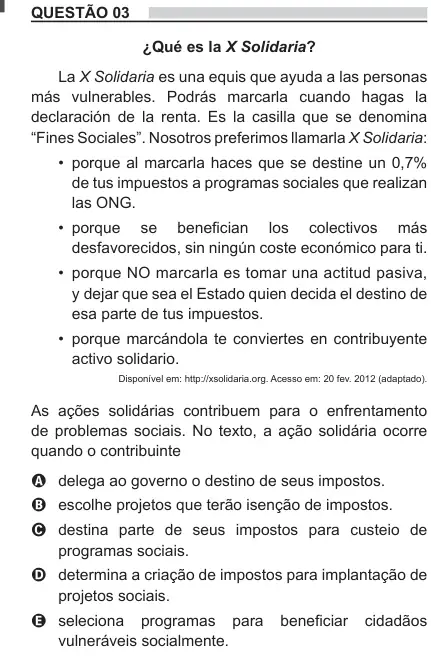 QUESTÃO 03
¿Qué es la X Solidaria?
La X Solidaria es una equis que ayuda a las personas
más vulnerables. Podrás marcarla cuando hagas la
declaración de la renta. Es la casilla que se denomina
“Fines Sociales”. Nosotros preferimos llamarla X Solidaria:
• porque al marcarla haces que se destine un 0,7%
de tus impuestos a programas sociales que realizan
las ONG.
• porque se benefician los colectivos más
desfavorecidos, sin ningún coste económico para ti.
• porque NO marcarla es tomar una actitud pasiva,
y dejar que sea el Estado quien decida el destino de
esa parte de tus impuestos.
• porque marcándola te conviertes en contribuyente
activo solidario.
Disponível em: http://xsolidaria.org. Acesso em: 20 fev. 2012 (adaptado).
As ações solidárias contribuem para o enfrentamento
de problemas sociais. No texto, a ação solidária ocorre
quando o contribuinte
A delega ao governo o destino de seus impostos.
B escolhe projetos que terão isenção de impostos.
C destina parte de seus impostos para custeio de
programas sociais.
D determina a criação de impostos para implantação de
projetos sociais.
E seleciona programas para beneficiar cidadãos
vulneráveis socialmente.